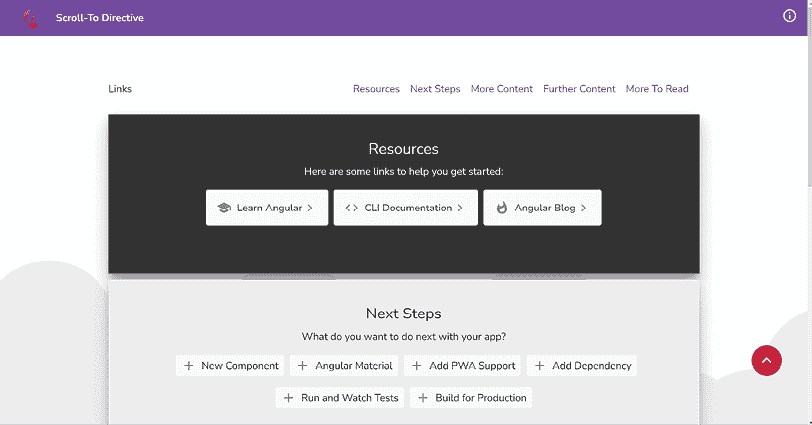 Scroll-To Directive
Links
Resources Next Steps More Content Further Content More To Read
Resources
Here are some links to help you get started:
Learn Angular CLI Documentation Angular Blog
Next Steps
What do you want to do next with your app?
New Component Angular Material Add PWA Support Add Dependency
Run and Watch Tests Build for Production